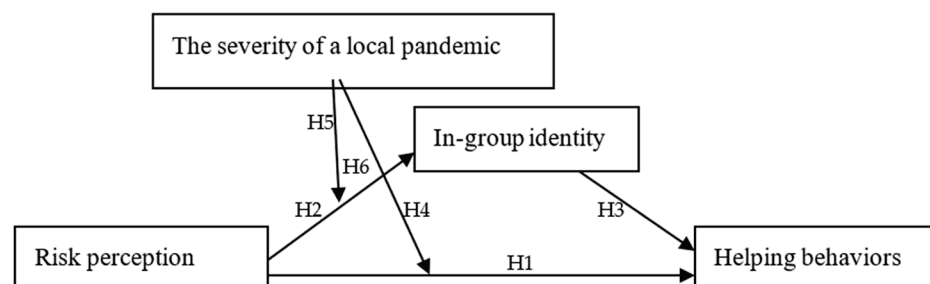 The severity of a local pandemic
H5
In-group identity
H6
H2
H4
H3
Risk perception
H1
Helping behaviors